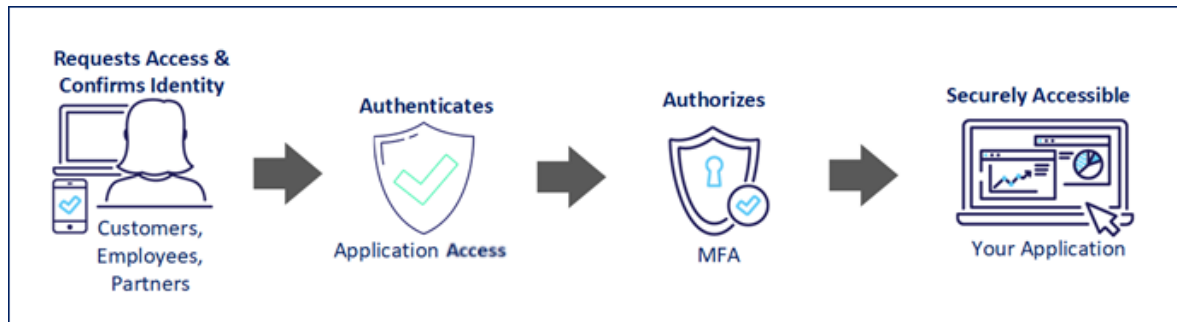 Requests Access &
Confirms Identity
Customers,
Employees,
Partners
Authenticates
Application Access
Authorizes
MFA
Securely Accessible
Your Application